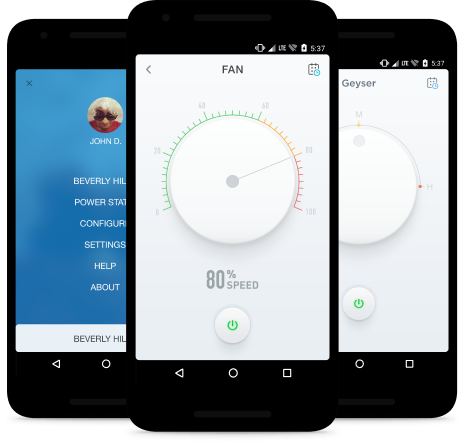 LTE 5:37
JOHN D.
BEVERLY HIL
POWER STAT
CONFIGUR
SETTINGS
HELP
ABOUT
BEVERLY HIL
LTE 5:37
FAN
40
60
20
80
0
100
80%
SPEED
Geyser
M
H